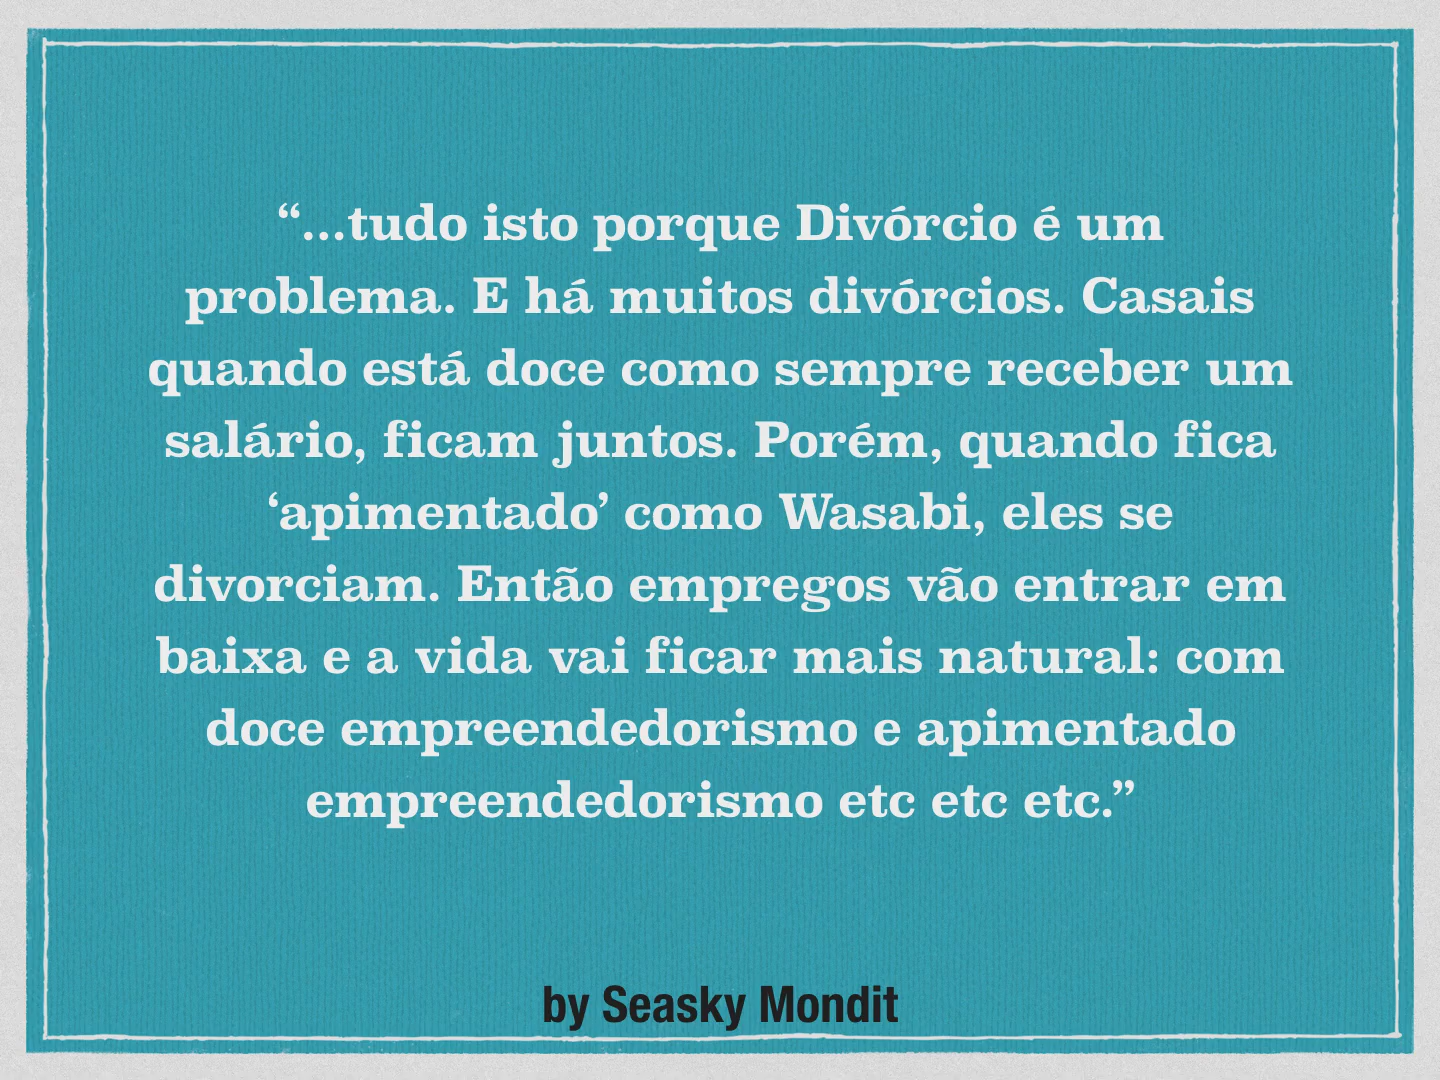 “…tudo isto porque Divórcio é um
problema. E há muitos divórcios. Casais
quando está doce como sempre receber um
salário, ficam juntos. Porém, quando fica
‘apimentado’ como Wasabi, eles se
divorciam. Então empregos vão entrar em
baixa e a vida vai ficar mais natural: com
doce empreendedorismo e apimentado
empreendedorismo etc etc etc.”
by Seasky Mondit